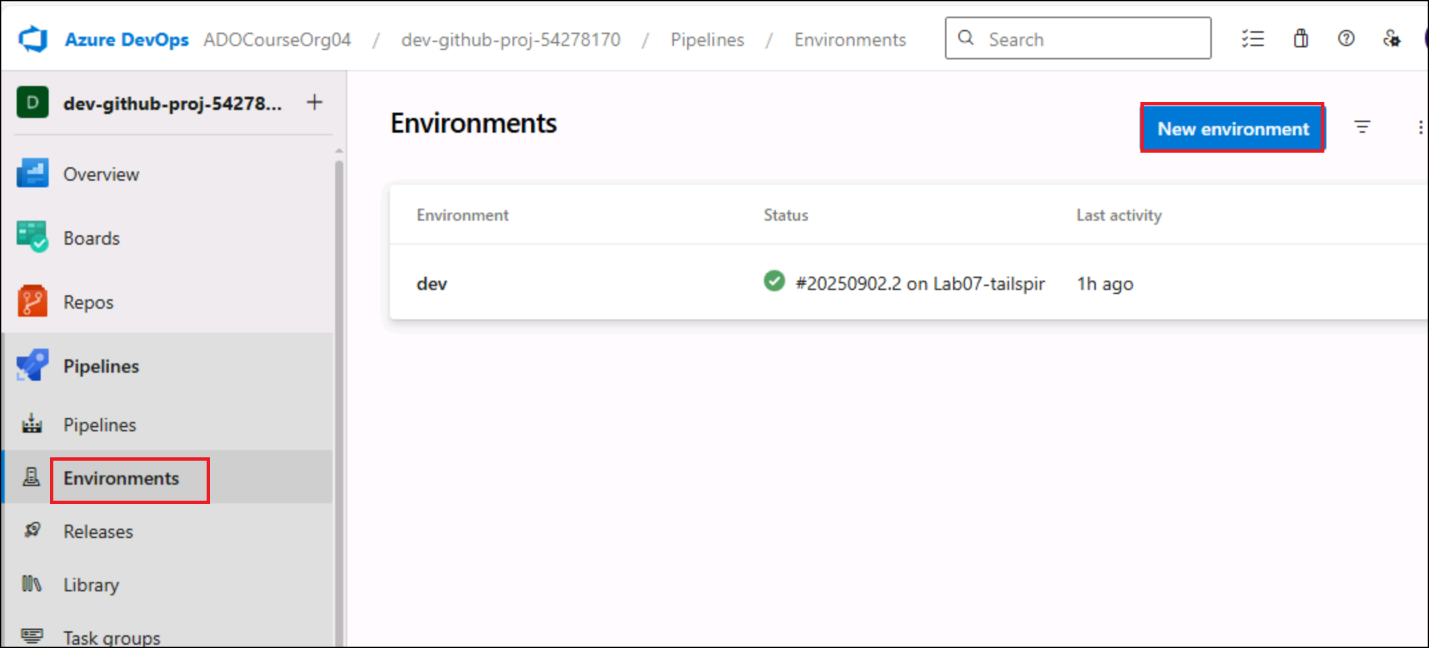 Azure DevOps ADOCourseOrg04 / dev-github-proj-54278170 / Pipelines / Environments Search
D dev-github-proj-54278... +
Overview
Boards
Repos
Pipelines
Pipelines
Environments
Releases
Library
Task groups
Environments
New environment
Environment Status Last activity
dev #20250902.2 on Lab07-tailspir 1h ago